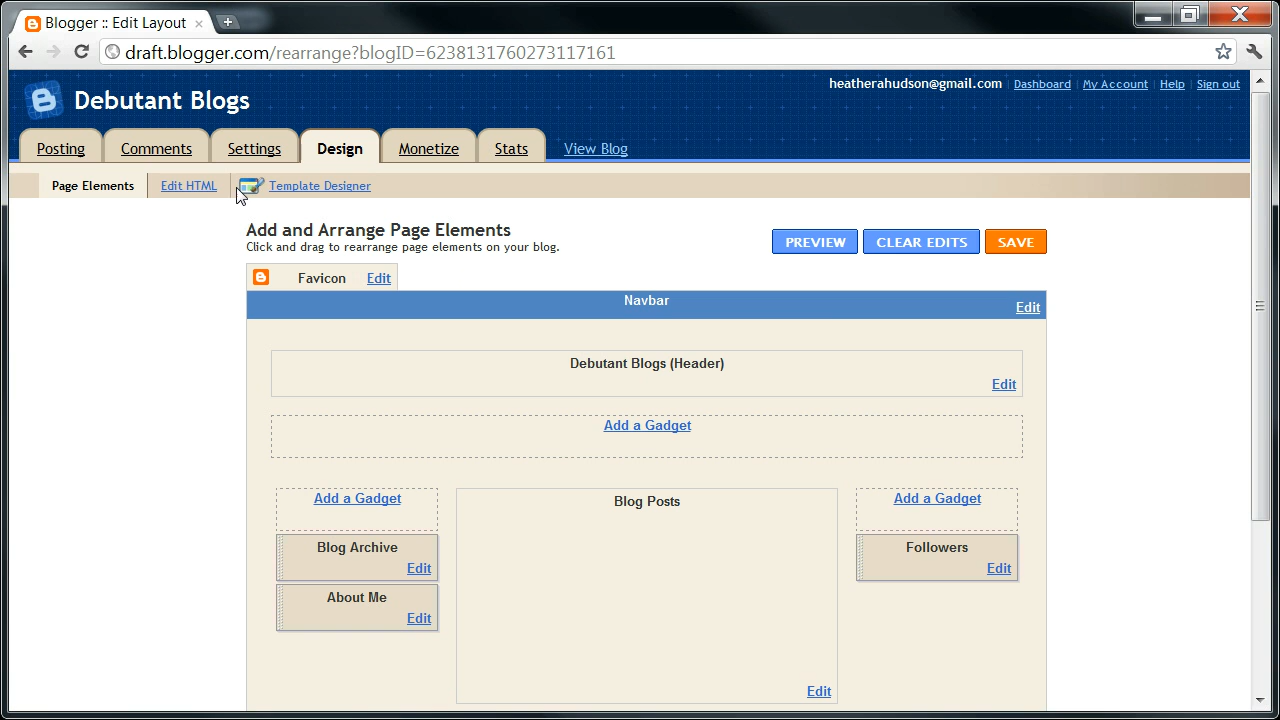 Blogger :: Edit Layout
draft.blogger.com/rearrange?blogID=6238131760273117161
heatherahudson@gmail.com Dashboard My Account Help Sign out
Debutant Blogs
Posting Comments Settings Design Monetize Stats View Blog
Page Elements Edit HTML Template Designer
Add and Arrange Page Elements
Click and drag to rearrange page elements on your blog.
PREVIEW CLEAR EDITS SAVE
Favicon Edit
Navbar
Edit
Debutant Blogs (Header)
Edit
Add a Gadget
Add a Gadget
Blog Archive
Edit
About Me
Edit
Blog Posts
Edit
Add a Gadget
Followers
Edit